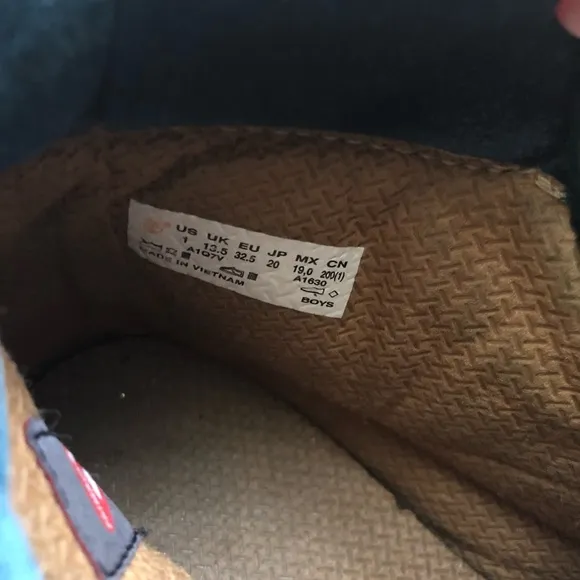 US UK EU JP MX CN
1 13.5 32.5 20 19,0 200(1)
A1Q7V A1630
MADE IN VIETNAM BOYS